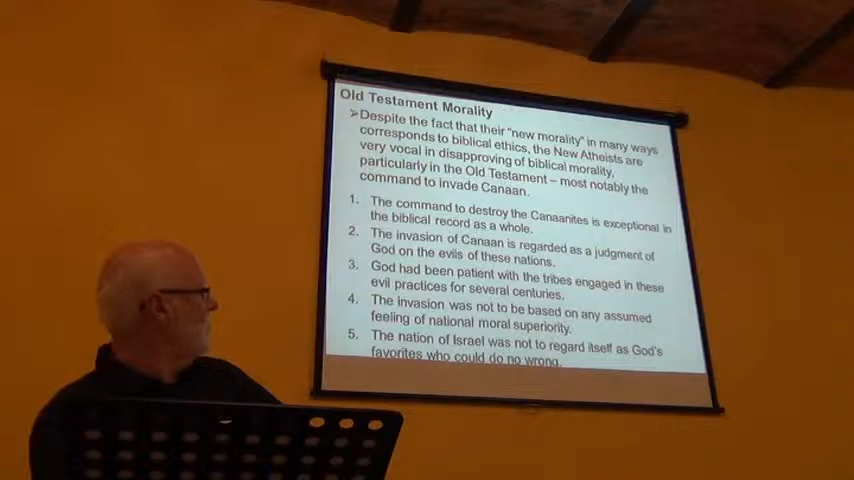 Old Testament Morality
➢Despite the fact that their "new morality" in many ways
corresponds to biblical ethics, the New Atheists are
very vocal in disapproving of biblical morality,
particularly in the Old Testament – most notably the
command to invade Canaan.
1. The command to destroy the Canaanites is exceptional in
the biblical record as a whole.
2. The invasion of Canaan is regarded as a judgment of
God on the evils of these nations.
3. God had been patient with the tribes engaged in these
evil practices for several centuries.
4. The invasion was not to be based on any assumed
feeling of national moral superiority.
5. The nation of Israel was not to regard itself as God's
favorites who could do no wrong.